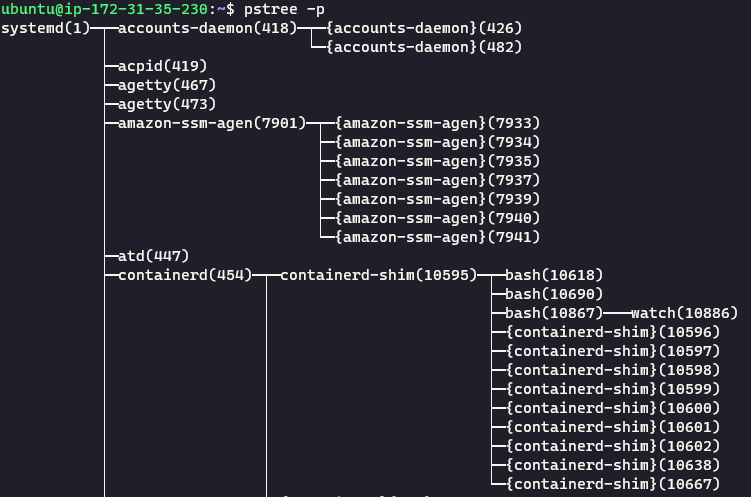 ubuntu@ip-172-31-35-230:~$ pstree -p
systemd(1)─┬─accounts-daemon(418)─┬─{accounts-daemon}(426)
           │                      └─{accounts-daemon}(482)
           ├─acpid(419)
           ├─agetty(467)
           ├─agetty(473)
           ├─amazon-ssm-agen(7901)─┬─{amazon-ssm-agen}(7933)
           │                       ├─{amazon-ssm-agen}(7934)
           │                       ├─{amazon-ssm-agen}(7935)
           │                       ├─{amazon-ssm-agen}(7937)
           │                       ├─{amazon-ssm-agen}(7939)
           │                       ├─{amazon-ssm-agen}(7940)
           │                       └─{amazon-ssm-agen}(7941)
           ├─atd(447)
           ├─containerd(454)─┬─containerd-shim(10595)─┬─bash(10618)
           │                 │                        ├─bash(10690)
           │                 │                        ├─bash(10867)───watch(10886)
           │                 │                        ├─{containerd-shim}(10596)
           │                 │                        ├─{containerd-shim}(10597)
           │                 │                        ├─{containerd-shim}(10598)
           │                 │                        ├─{containerd-shim}(10599)
           │                 │                        ├─{containerd-shim}(10600)
           │                 │                        ├─{containerd-shim}(10601)
           │                 │                        ├─{containerd-shim}(10602)
           │                 │                        ├─{containerd-shim}(10638)
           │                 │                        └─{containerd-shim}(10667)